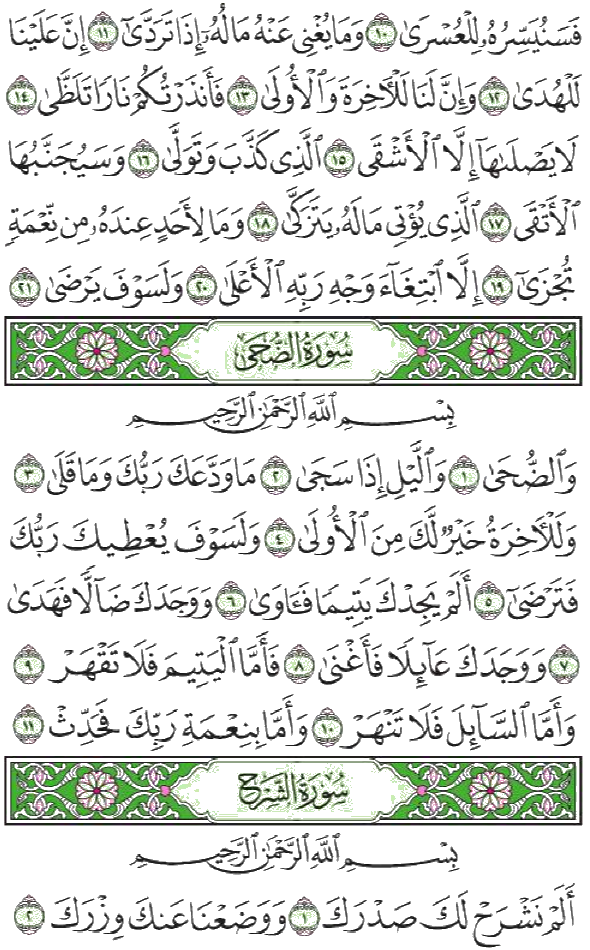 فَسَنُيَسِّرُهُۥ لِلْعُسْرَىٰ ١٠ وَمَا يُغْنِى عَنْهُ مَالُهُۥٓ إِذَا تَرَدَّىٰٓ ١١ إِنَّ عَلَيْنَا
لَلْهُدَىٰ ١٢ وَإِنَّ لَنَا لَلْـَٔاخِرَةَ وَٱلْأُولَىٰ ١٣ فَأَنذَرْتُكُمْ نَارًا تَلَظَّىٰ ١٤
لَا يَصْلَىٰهَآ إِلَّا ٱلْأَشْقَى ١٥ ٱلَّذِى كَذَّبَ وَتَوَلَّىٰ ١٦ وَسَيُجَنَّبُهَا
ٱلْأَتْقَى ١٧ ٱلَّذِى يُؤْتِى مَالَهُۥ يَتَزَكَّىٰ ١٨ وَمَا لِأَحَدٍ عِندَهُۥ مِن نِّعْمَةٍ
تُجْزَىٰٓ ١٩ إِلَّا ٱبْتِغَآءَ وَجْهِ رَبِّهِ ٱلْأَعْلَىٰ ٢٠ وَلَسَوْفَ يَرْضَىٰ ٢١
سُورَةُ الضُّحَىٰ
بِسْمِ ٱللَّهِ ٱلرَّحْمَٰنِ ٱلرَّحِيمِ
وَٱلضُّحَىٰ ١ وَٱلَّيْلِ إِذَا سَجَىٰ ٢ مَا وَدَّعَكَ رَبُّكَ وَمَا قَلَىٰ ٣
وَلَلْـَٔاخِرَةُ خَيْرٌ لَّكَ مِنَ ٱلْأُولَىٰ ٤ وَلَسَوْفَ يُعْطِيكَ رَبُّكَ
فَتَرْضَىٰٓ ٥ أَلَمْ يَجِدْكَ يَتِيمًا فَـَٔاوَىٰ ٦ وَوَجَدَكَ ضَآلًّا فَهَدَىٰ
٧ وَوَجَدَكَ عَآئِلًا فَأَغْنَىٰ ٨ فَأَمَّا ٱلْيَتِيمَ فَلَا تَقْهَرْ ٩
وَأَمَّا ٱلسَّآئِلَ فَلَا تَنْهَرْ ١٠ وَأَمَّا بِنِعْمَةِ رَبِّكَ فَحَدِّثْ ١١
سُورَةُ الشَّرْحِ
بِسْمِ ٱللَّهِ ٱلرَّحْمَٰنِ ٱلرَّحِيمِ
أَلَمْ نَشْرَحْ لَكَ صَدْرَكَ ١ وَوَضَعْنَا عَنكَ وِزْرَكَ ٢